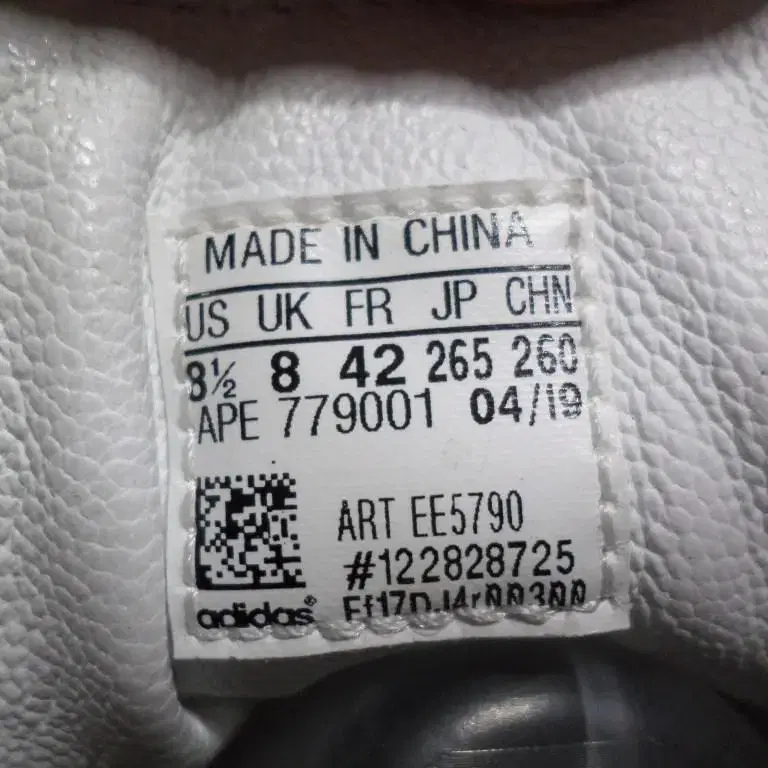 MADE IN CHINA
US UK FR JP CHN
8½ 8 42 265 260
APE 779001 04/19
ART EE5790
#122828725
adidas®